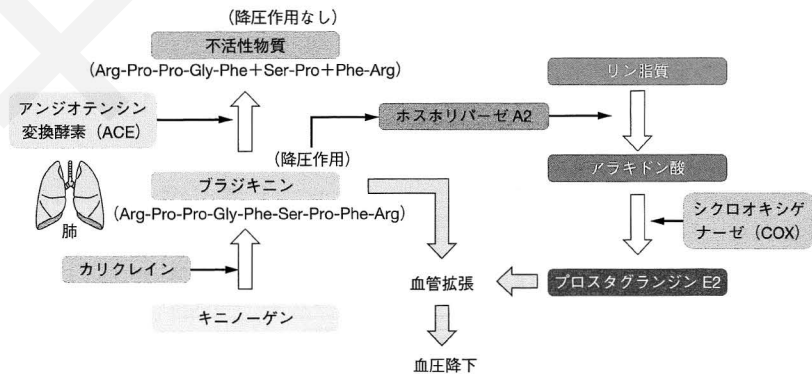 (降圧作用なし)
不活性物質
(Arg-Pro-Pro-Gly-Phe+Ser-Pro+Phe-Arg)
アンジオテンシン
変換酵素 (ACE)
肺
(降圧作用)
ブラジキニン
(Arg-Pro-Pro-Gly-Phe-Ser-Pro-Phe-Arg)
カリクレイン
キニノーゲン
ホスホリパーゼ A2
リン脂質
アラキドン酸
シクロオキシゲ
ナーゼ (COX)
プロスタグランジン E2
血管拡張
血圧降下